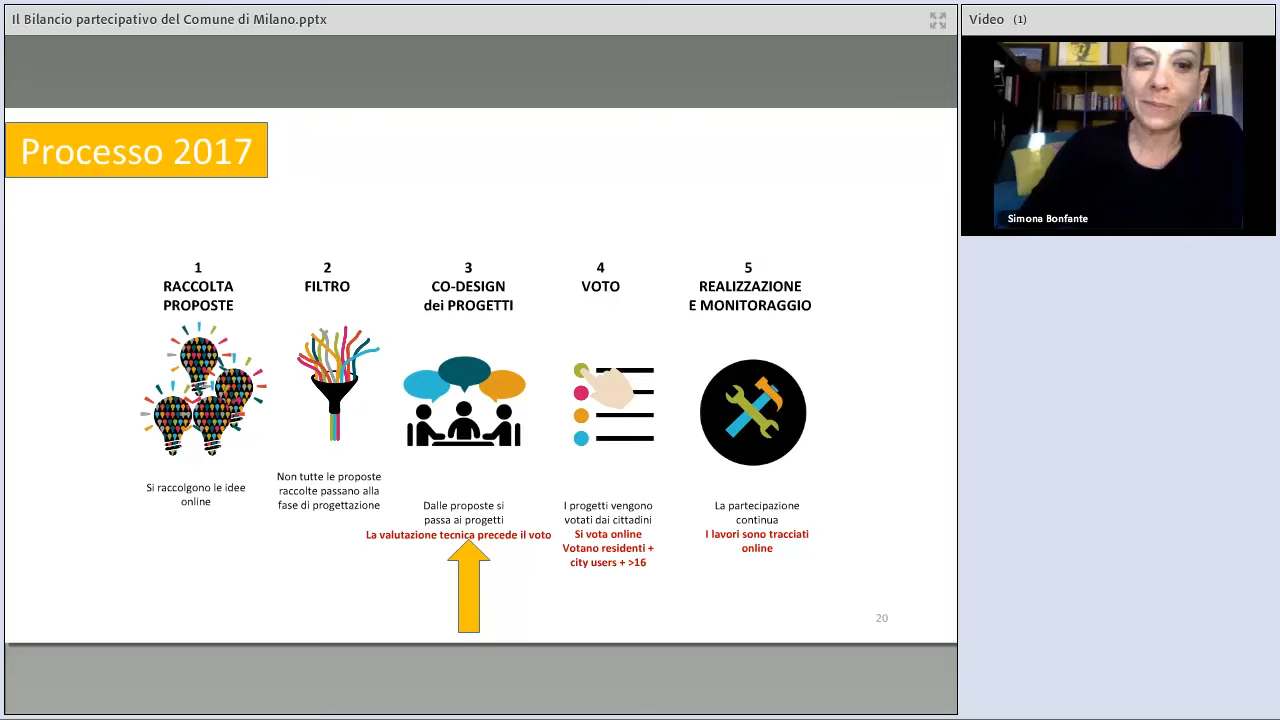 Il Bilancio partecipativo del Comune di Milano.pptx
Video (1)
Simona Bonfante
Processo 2017
1
RACCOLTA
PROPOSTE
Si raccolgono le idee
online
2
FILTRO
Non tutte le proposte
raccolte passano alla
fase di progettazione
3
CO-DESIGN
dei PROGETTI
Dalle proposte si
passa ai progetti
La valutazione tecnica precede il voto
4
VOTO
I progetti vengono
votati dai cittadini
Si vota online
Votano residenti +
city users + >16
5
REALIZZAZIONE
E MONITORAGGIO
La partecipazione
continua
I lavori sono tracciati
online
20